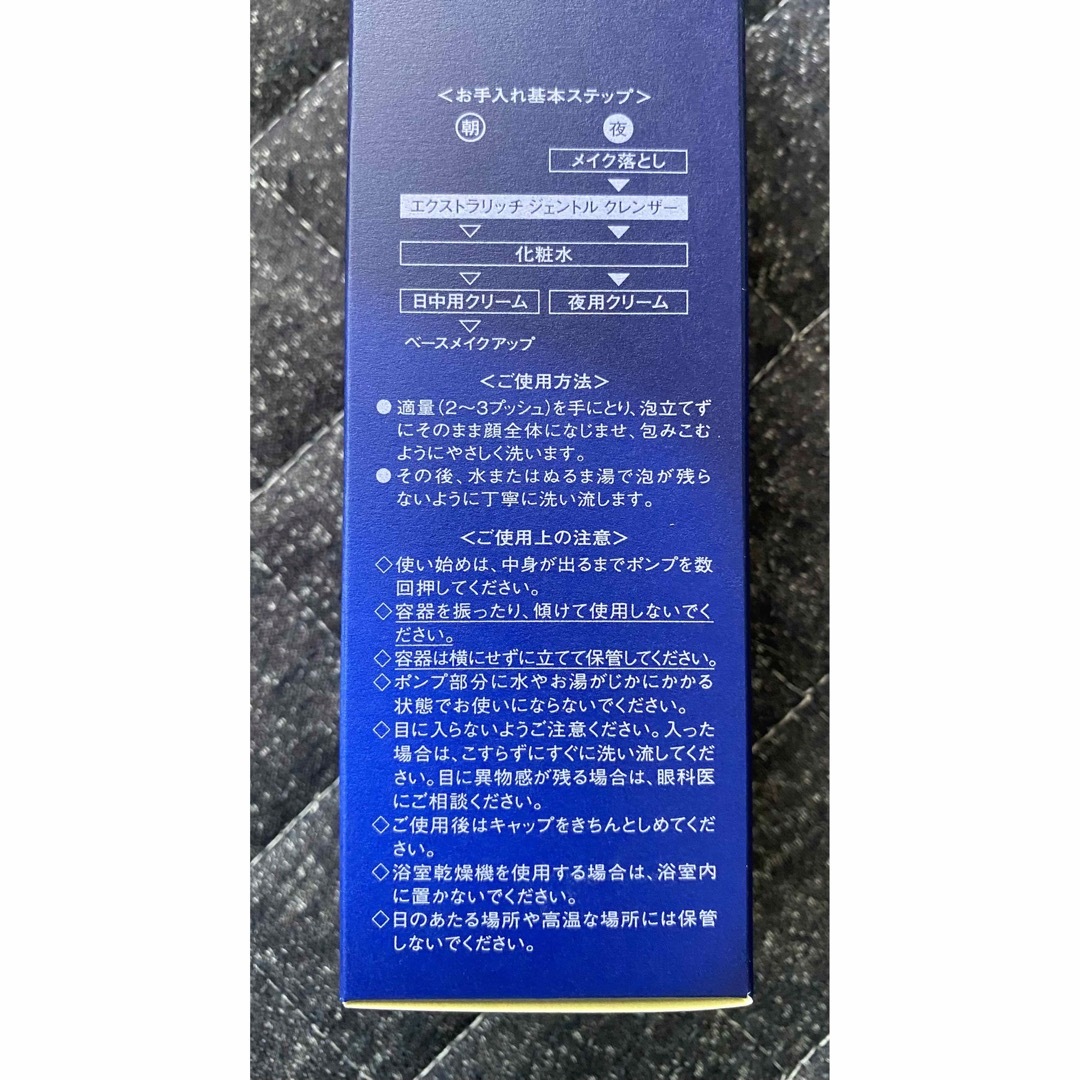 ＜お手入れ基本ステップ＞
朝 夜
メイク落とし
エクストラリッチ ジェントル クレンザー
化粧水
日中用クリーム 夜用クリーム
ベースメイクアップ
＜ご使用方法＞
●適量（2〜3プッシュ）を手にとり、泡立てず
にそのまま顔全体になじませ、包みこむ
ようにやさしく洗います。
●その後、水またはぬるま湯で泡が残ら
ないように丁寧に洗い流します。
＜ご使用上の注意＞
◇使い始めは、中身が出るまでポンプを数
回押してください。
◇容器を振ったり、傾けて使用しないでく
ださい。
◇容器は横にせずに立てて保管してください。
◇ポンプ部分に水やお湯がじかにかかる
状態でお使いにならないでください。
◇目に入らないようご注意ください。入った
場合は、こすらずにすぐに洗い流してくだ
さい。目に異物感が残る場合は、眼科医
にご相談ください。
◇ご使用後はキャップをきちんとしめてくだ
さい。
◇浴室乾燥機を使用する場合は、浴室内
に置かないでください。
◇日のあたる場所や高温な場所には保管
しないでください。